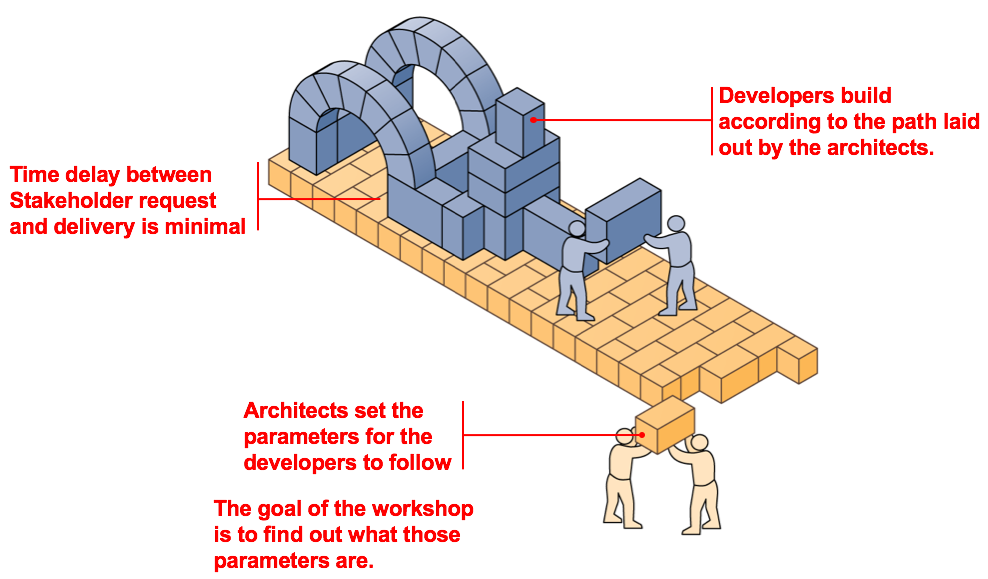 Developers build
according to the path laid
out by the architects.
Time delay between
Stakeholder request
and delivery is minimal
Architects set the
parameters for the
developers to follow
The goal of the workshop
is to find out what those
parameters are.